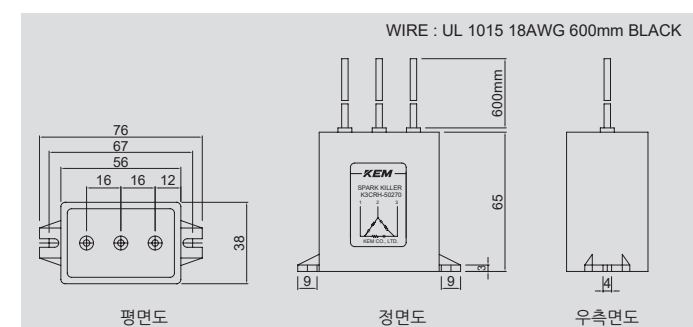 WIRE : UL 1015 18AWG 600mm BLACK
76
67
56
16 16 12
38
평면도
600mm
65
KEM
SPARK KILLER
K3CRH-50270
1 2 3
KEM CO., LTD.
3
9 9
정면도
4
우측면도